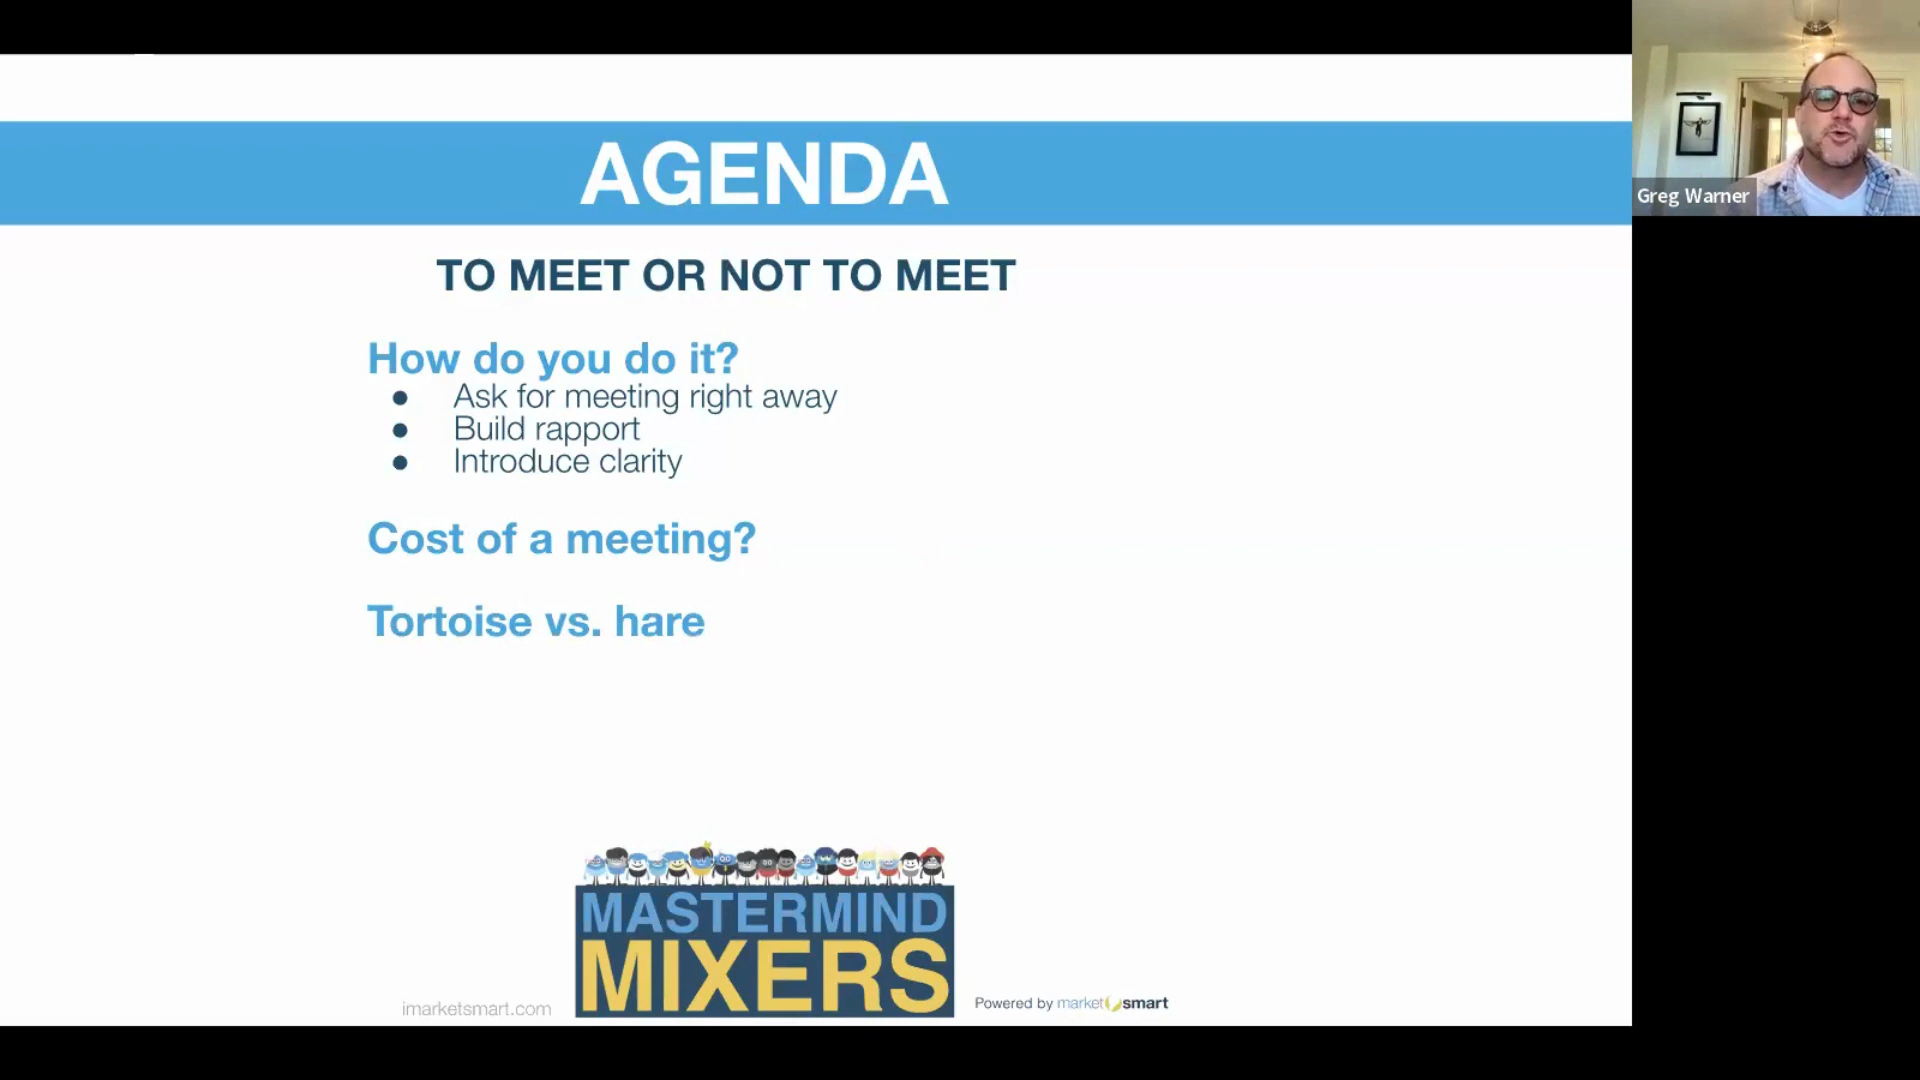 AGENDA
Greg Warner
TO MEET OR NOT TO MEET
How do you do it?
● Ask for meeting right away
● Build rapport
● Introduce clarity
Cost of a meeting?
Tortoise vs. hare
MASTERMIND
MIXERS
imarketsmart.com
Powered by marketsmart